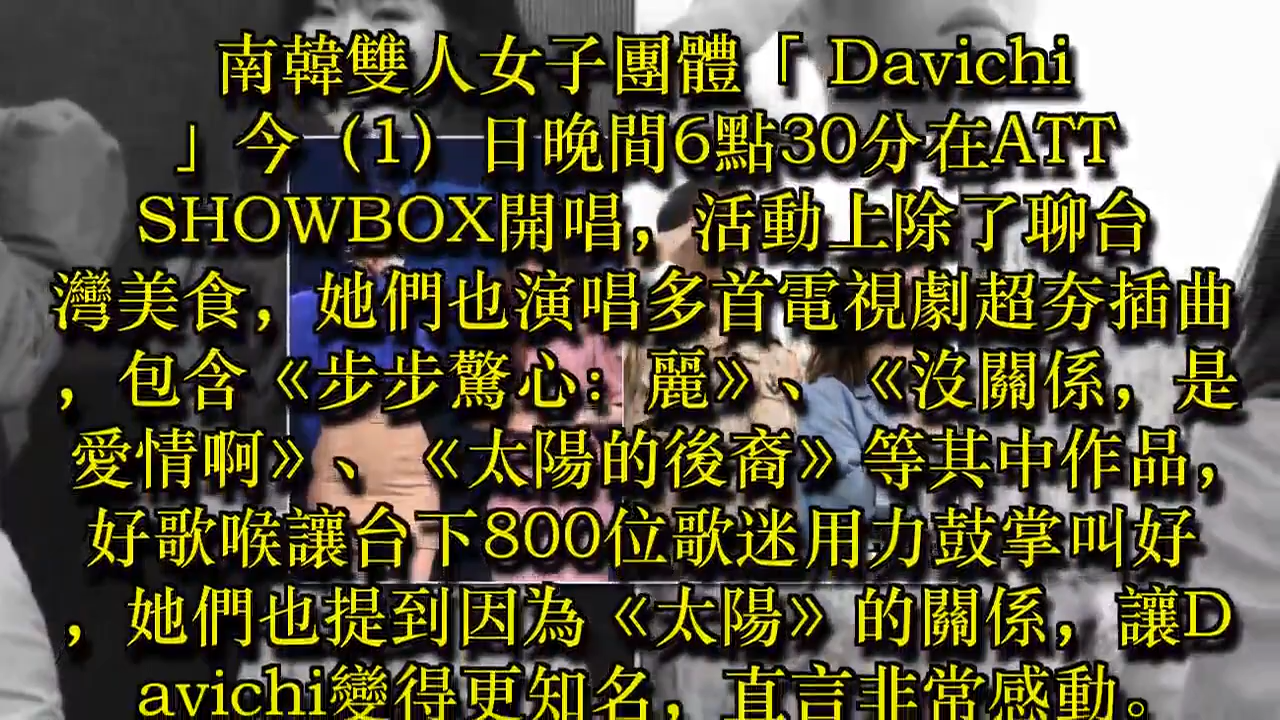 南韓雙人女子團體「 Davichi
」今（1）日晚間6點30分在ATT
SHOWBOX開唱，活動上除了聊台
灣美食，她們也演唱多首電視劇超夯插曲
，包含《步步驚心：麗》、《沒關係，是
愛情啊》、《太陽的後裔》等其中作品，
好歌喉讓台下800位歌迷用力鼓掌叫好
，她們也提到因為《太陽》的關係，讓D
avichi變得更知名，直言非常感動。